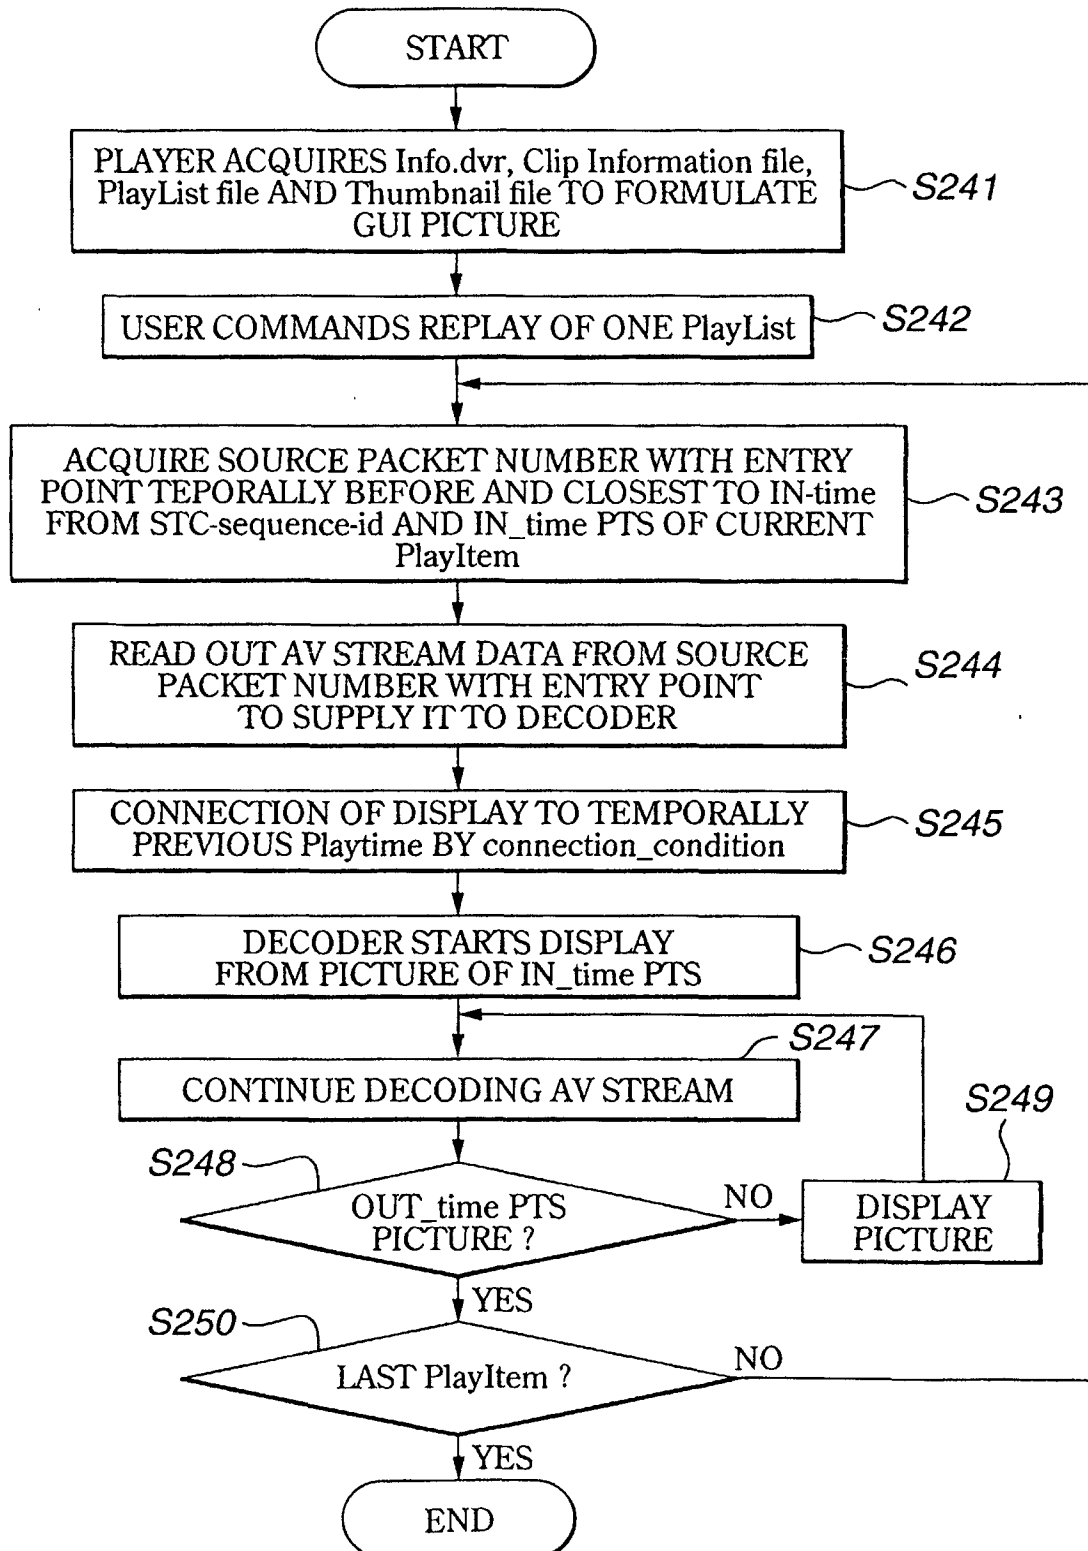 START
PLAYER ACQUIRES Info.dvr, Clip Information file,
PlayList file AND Thumbnail file TO FORMULATE
GUI PICTURE
S241
USER COMMANDS REPLAY OF ONE PlayList
S242
ACQUIRE SOURCE PACKET NUMBER WITH ENTRY
POINT TEPORALLY BEFORE AND CLOSEST TO IN-time
FROM STC-sequence-id AND IN_time PTS OF CURRENT
PlayItem
S243
READ OUT AV STREAM DATA FROM SOURCE
PACKET NUMBER WITH ENTRY POINT
TO SUPPLY IT TO DECODER
S244
CONNECTION OF DISPLAY TO TEMPORALLY
PREVIOUS Playtime BY connection_condition
S245
DECODER STARTS DISPLAY
FROM PICTURE OF IN_time PTS
S246
S247
CONTINUE DECODING AV STREAM
S248
OUT_time PTS
PICTURE ?
NO
S249
DISPLAY
PICTURE
YES
S250
LAST PlayItem ?
NO
YES
END